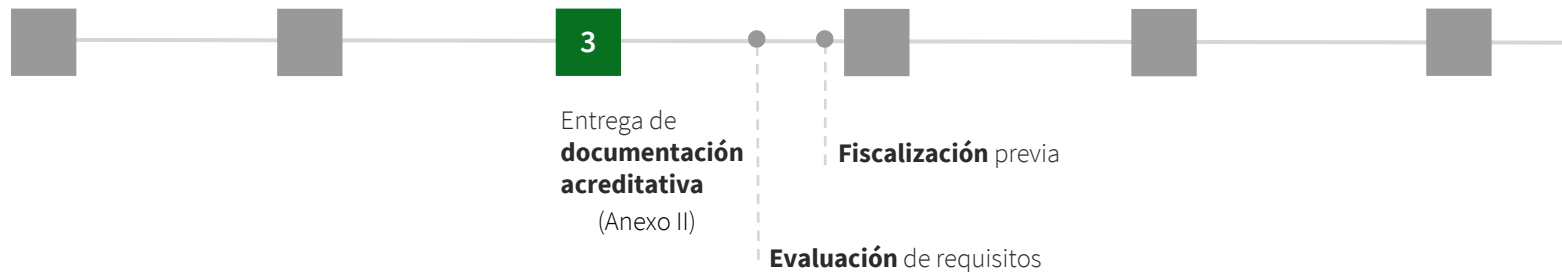 3
Entrega de
documentación
acreditativa
(Anexo II)
Fiscalización previa
Evaluación de requisitos